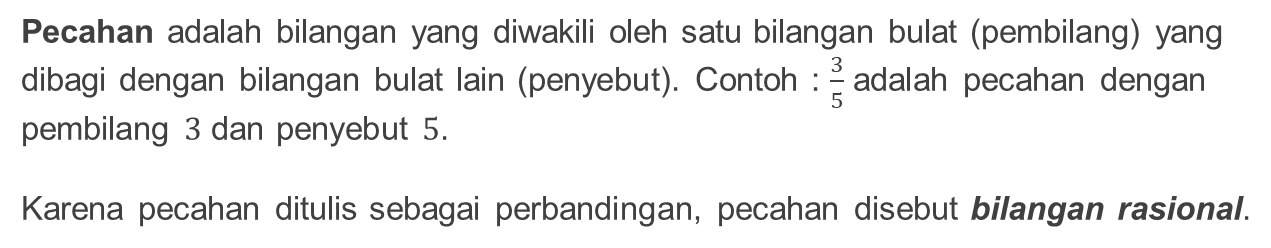 Pecahan adalah bilangan yang diwakili oleh satu bilangan bulat (pembilang) yang
dibagi dengan bilangan bulat lain (penyebut). Contoh : 3/5 adalah pecahan dengan
pembilang 3 dan penyebut 5.
Karena pecahan ditulis sebagai perbandingan, pecahan disebut bilangan rasional.